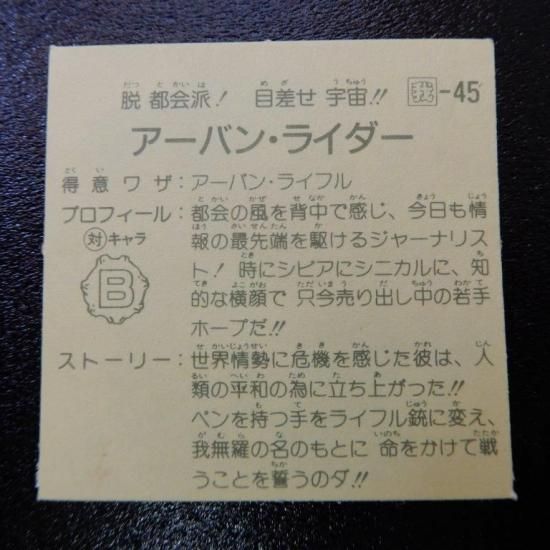 脱 都会派! 目差せ 宇宙!! -45
アーバン・ライダー
得意ワザ:アーバン・ライフル
プロフィール:都会の風を背中で感じ、今日も情
報の最先端を駆けるジャーナリス
ト! 時にシビアにシニカルに、知
的な横顔で 只今売り出し中の若手
ホープだ!!
対キャラ
B
ストーリー:世界情勢に危機を感じた彼は、人
類の平和の為に立ち上がった!!
ペンを持つ手をライフル銃に変え、
我無羅の名のもとに 命をかけて戦
うことを誓うのダ!!